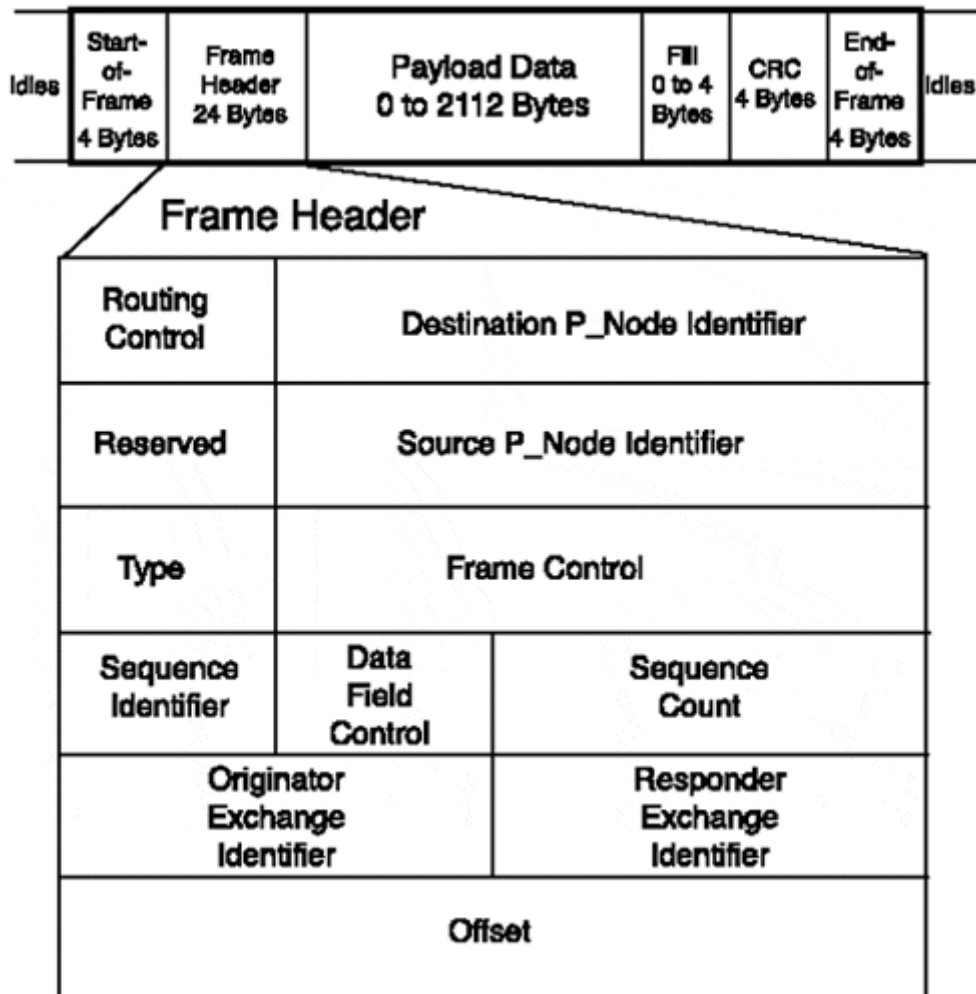 Idles
Start-
of-
Frame
4 Bytes
Frame
Header
24 Bytes
Payload Data
0 to 2112 Bytes
Fill
0 to 4
Bytes
CRC
4 Bytes
End-
of-
Frame
4 Bytes
Idles
Frame Header
Routing
Control
Destination P_Node Identifier
Reserved
Source P_Node Identifier
Type
Frame Control
Sequence
Identifier
Data
Field
Control
Sequence
Count
Originator
Exchange
Identifier
Responder
Exchange
Identifier
Offset